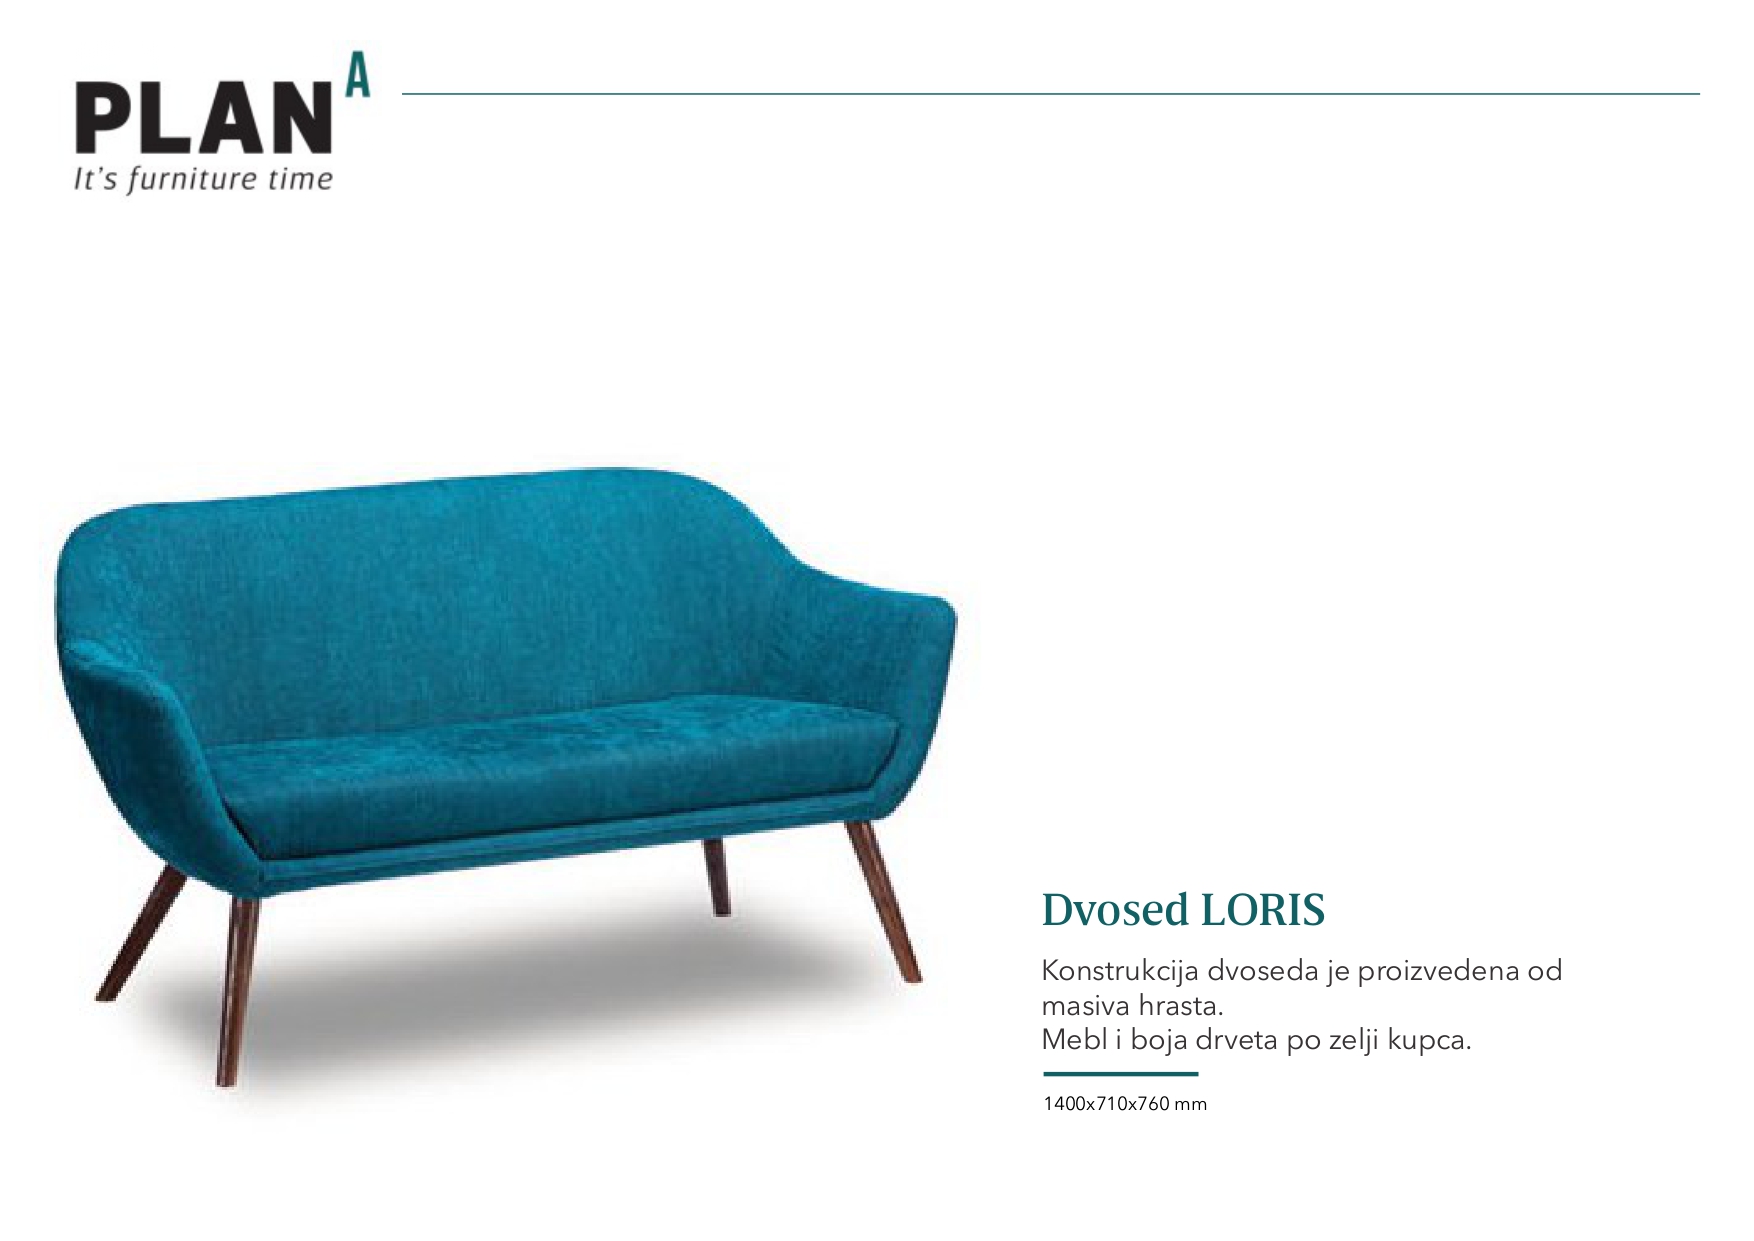 PLAN A
It's furniture time
Dvosed LORIS
Konstrukcija dvoseda je proizvedena od
masiva hrasta.
Mebl i boja drveta po zelji kupca.
1400x710x760 mm